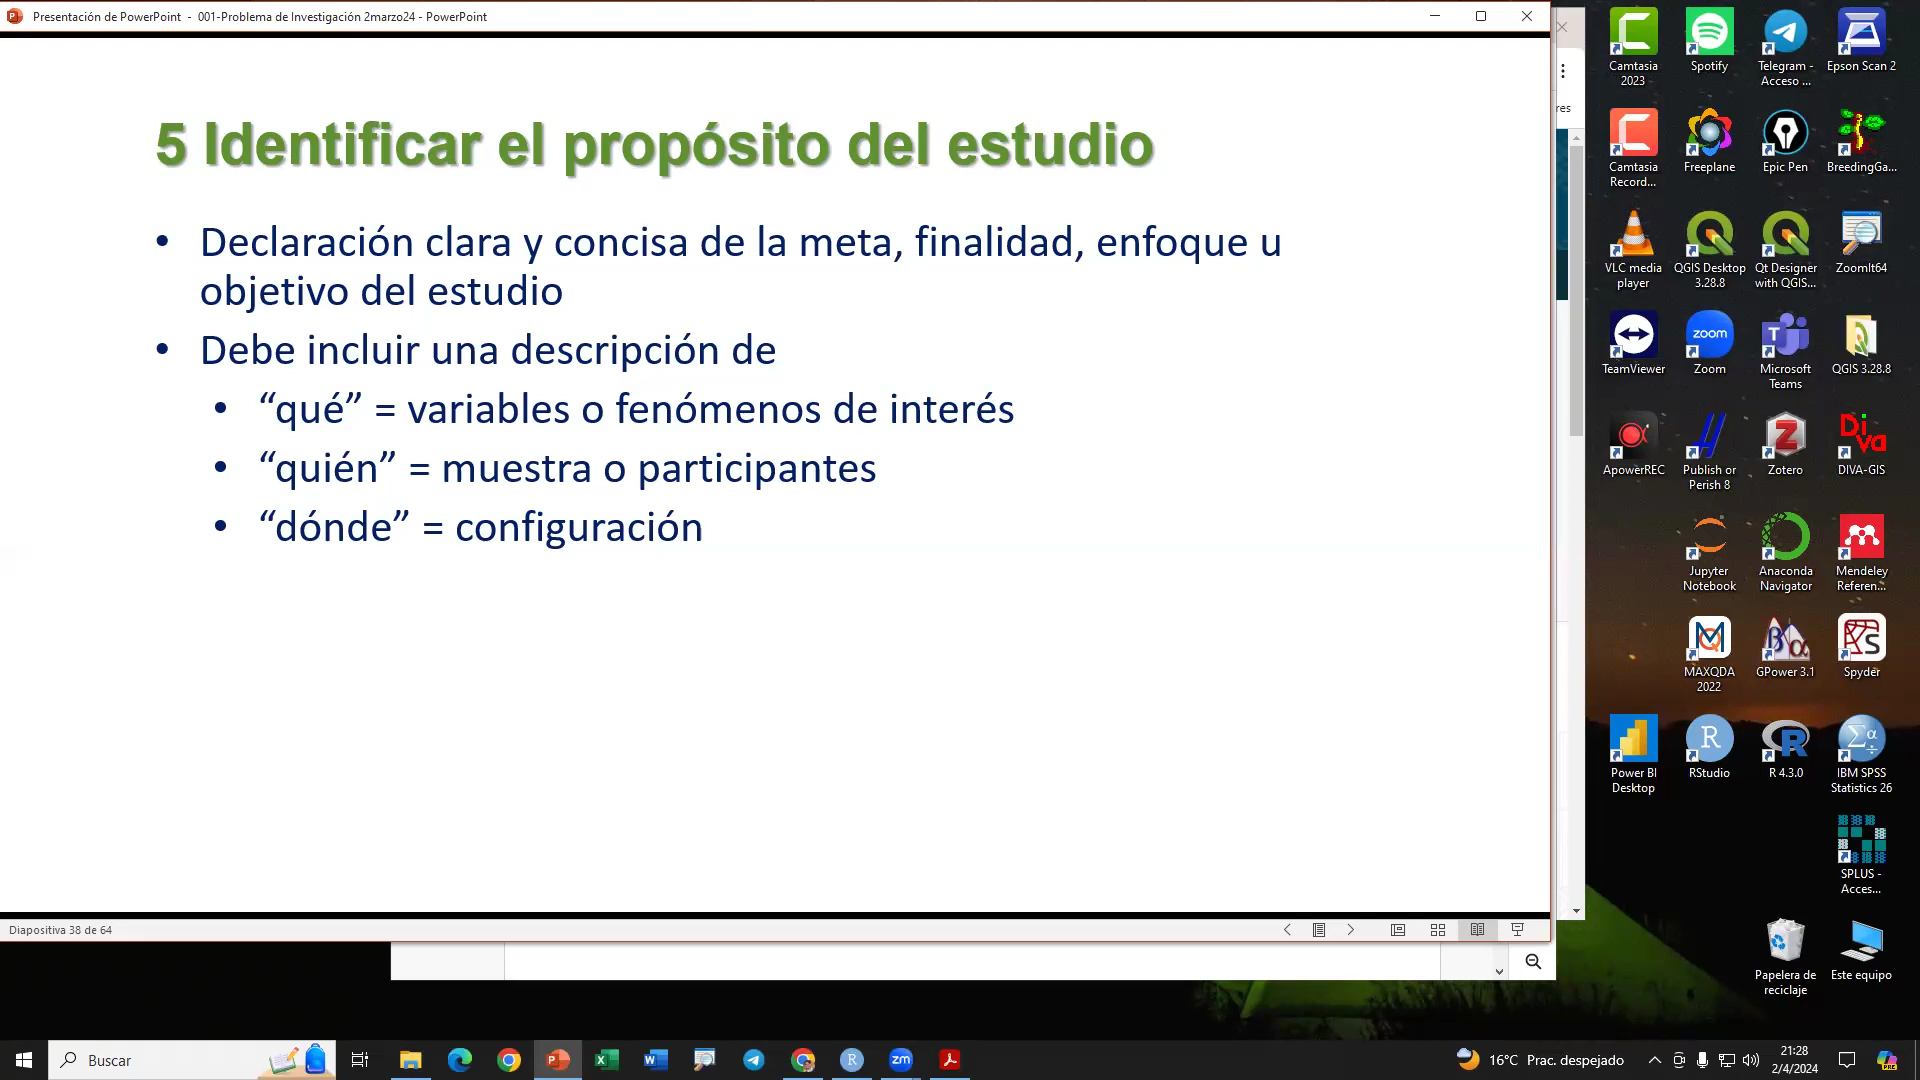 Presentación de PowerPoint - 001-Problema de Investigación 2marzo24 - PowerPoint
5 Identificar el propósito del estudio
• Declaración clara y concisa de la meta, finalidad, enfoque u
objetivo del estudio
• Debe incluir una descripción de
• “qué” = variables o fenómenos de interés
• “quién” = muestra o participantes
• “dónde” = configuración
Diapositiva 38 de 64
res
Camtasia
2023
Spotify
Telegram -
Acceso ...
Epson Scan 2
Camtasia
Record...
Freeplane
Epic Pen
BreedingGa...
VLC media
player
QGIS Desktop
3.28.8
Qt Designer
with QGIS...
ZoomIt64
TeamViewer
zoom
Zoom
Microsoft
Teams
QGIS 3.28.8
ApowerREC
Publish or
Perish 8
Zotero
Diva
DIVA-GIS
Jupyter
Notebook
Anaconda
Navigator
Mendeley
Referen...
MAXQDA
2022
GPower 3.1
Spyder
Power BI
Desktop
RStudio
R 4.3.0
IBM SPSS
Statistics 26
SPLUS -
Acces...
Papelera de
reciclaje
Este equipo
Buscar
zm
16°C Prac. despejado
21:28
2/4/2024